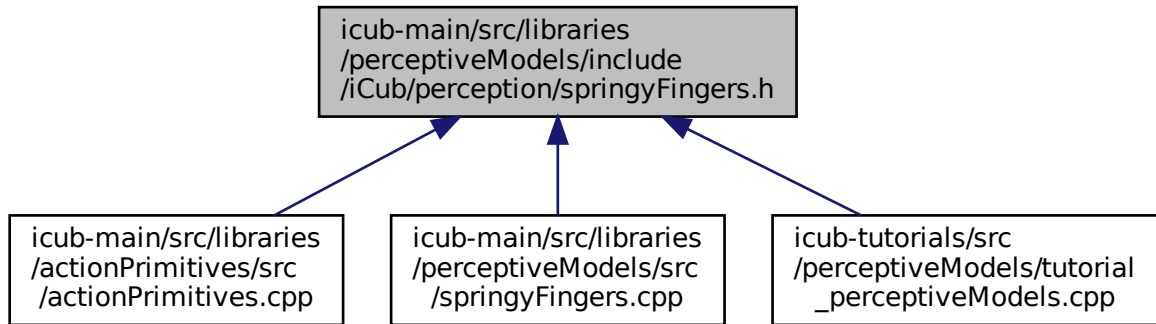 icub-main/src/libraries
/perceptiveModels/include
/iCub/perception/springyFingers.h
icub-main/src/libraries
/actionPrimitives/src
/actionPrimitives.cpp
icub-main/src/libraries
/perceptiveModels/src
/springyFingers.cpp
icub-tutorials/src
/perceptiveModels/tutorial
_perceptiveModels.cpp